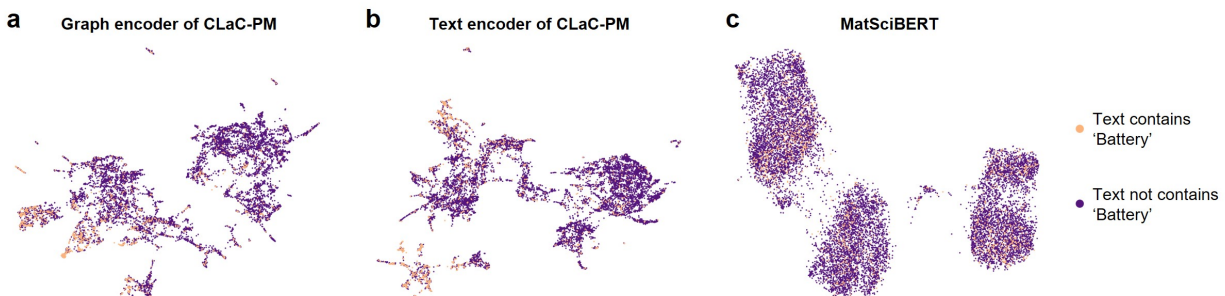 a Graph encoder of CLaC-PM
b Text encoder of CLaC-PM
c MatSciBERT
Text contains
‘Battery’
Text not contains
‘Battery’